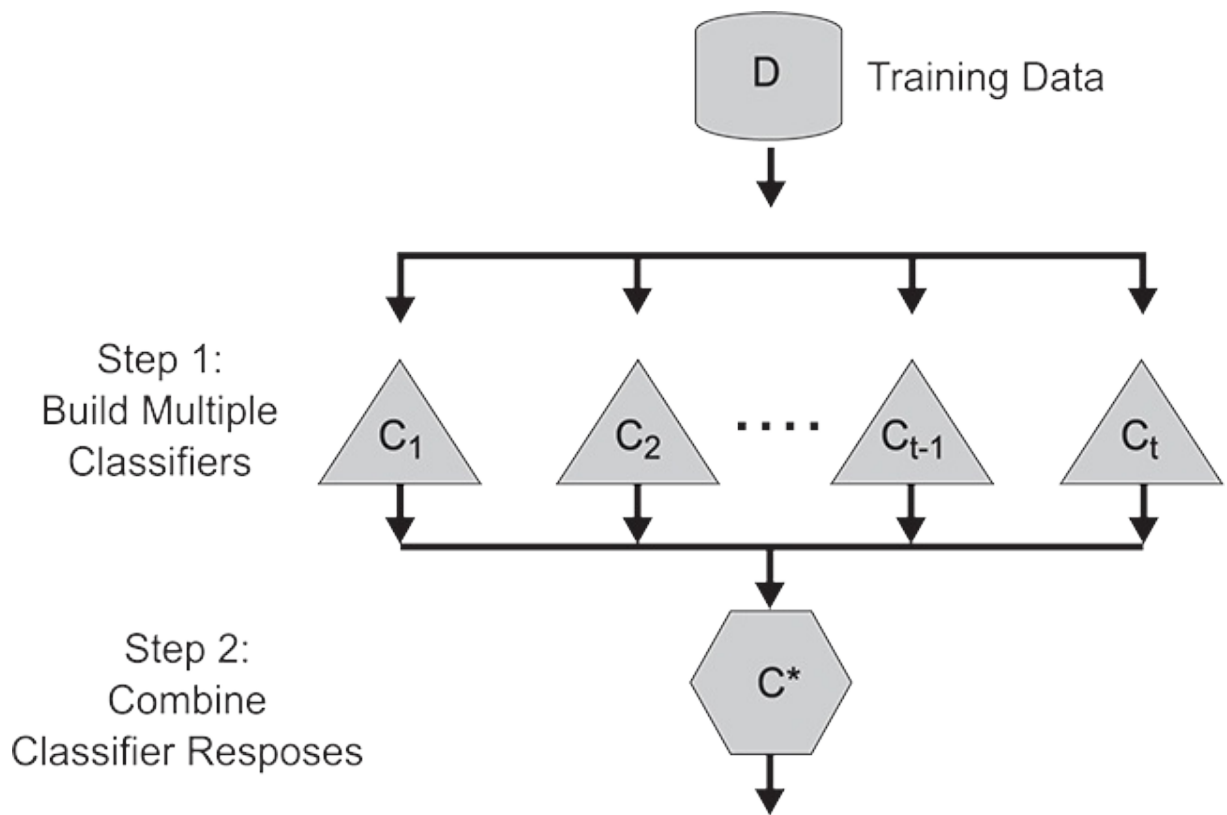 D
Training Data
Step 1:
Build Multiple
Classifiers
C₁
C₂
....
Cₜ₋₁
Cₜ
Step 2:
Combine
Classifier Resposes
C*